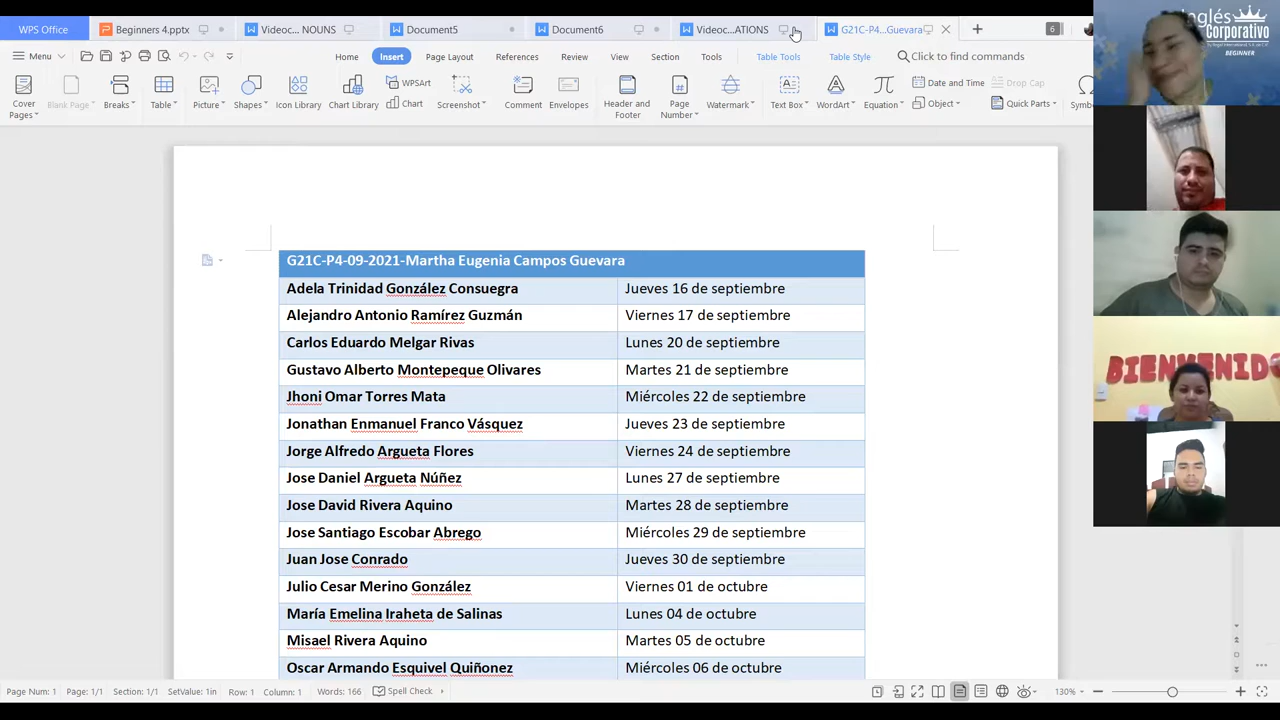 WPS Office
Beginners 4.pptx
Videoc... NOUNS
Document5
Document6
Videoc...ATIONS
G21C-P4...Guevara
6
Menu
Home
Insert
Page Layout
References
Review
View
Section
Tools
Table Tools
Table Style
Click to find commands
Cover Pages
Blank Page
Breaks
Table
Picture
Shapes
Icon Library
Chart Library
WPSArt
Chart
Screenshot
Comment
Envelopes
Header and Footer
Page Number
Watermark
Text Box
WordArt
Equation
Date and Time
Object
Drop Cap
Quick Parts
G21C-P4-09-2021-Martha Eugenia Campos Guevara
Adela Trinidad González Consuegra Jueves 16 de septiembre
Alejandro Antonio Ramírez Guzmán Viernes 17 de septiembre
Carlos Eduardo Melgar Rivas Lunes 20 de septiembre
Gustavo Alberto Montepeque Olivares Martes 21 de septiembre
Jhoni Omar Torres Mata Miércoles 22 de septiembre
Jonathan Enmanuel Franco Vásquez Jueves 23 de septiembre
Jorge Alfredo Argueta Flores Viernes 24 de septiembre
Jose Daniel Argueta Núñez Lunes 27 de septiembre
Jose David Rivera Aquino Martes 28 de septiembre
Jose Santiago Escobar Abrego Miércoles 29 de septiembre
Juan Jose Conrado Jueves 30 de septiembre
Julio Cesar Merino González Viernes 01 de octubre
María Emelina Iraheta de Salinas Lunes 04 de octubre
Misael Rivera Aquino Martes 05 de octubre
Oscar Armando Esquivel Quiñonez Miércoles 06 de octubre
Page Num: 1 Page: 1/1 Section: 1/1 SetValue: 1in Row: 1 Column: 1 Words: 166 Spell Check 130%
inglés
Corporativo
BEGINNER
BIENVENID